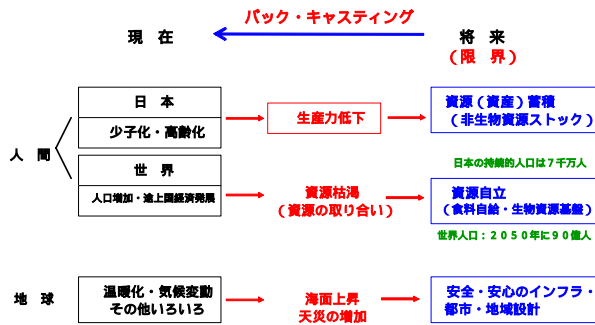 バック・キャスティング
現 在
将 来
(限 界)
日 本
少子化・高齢化
生産力低下
資源(資産)蓄積
(非生物資源ストック)
人 間
日本の持続的人口は7千万人
世 界
人口増加・途上国経済発展
資源枯渇
(資源の取り合い)
資源自立
(食料自給・生物資源基盤)
世界人口:2050年に90億人
地 球
温暖化・気候変動
その他いろいろ
海面上昇
天災の増加
安全・安心のインフラ・
都市・地域設計